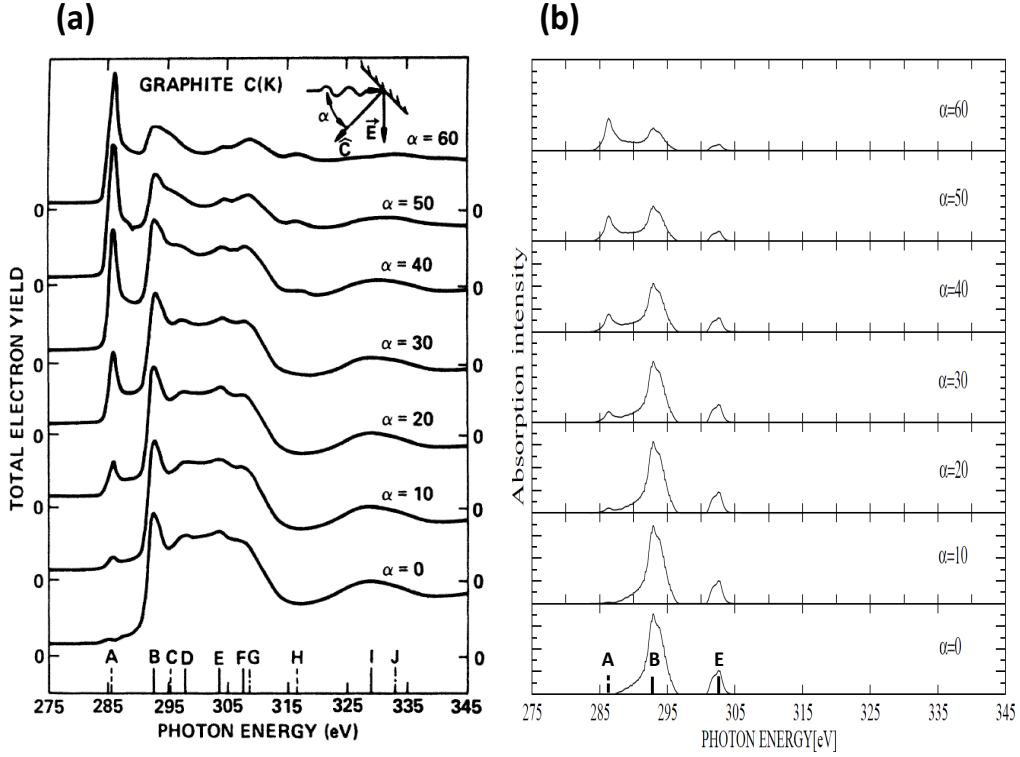 (a)
GRAPHITE C(K)
α
Ĉ
E⃗
α = 60
α = 50
α = 40
α = 30
α = 20
α = 10
α = 0
0
0
0
0
0
0
0
0
0
0
0
0
0
0
TOTAL ELECTRON YIELD
A
B
C
D
E
F
G
H
I
J
275 285 295 305 315 325 335 345
PHOTON ENERGY (eV)
(b)
α=60
α=50
α=40
α=30
α=20
α=10
α=0
Absorption intensity
A
B
E
275 285 295 305 315 325 335 345
PHOTON ENERGY[eV]